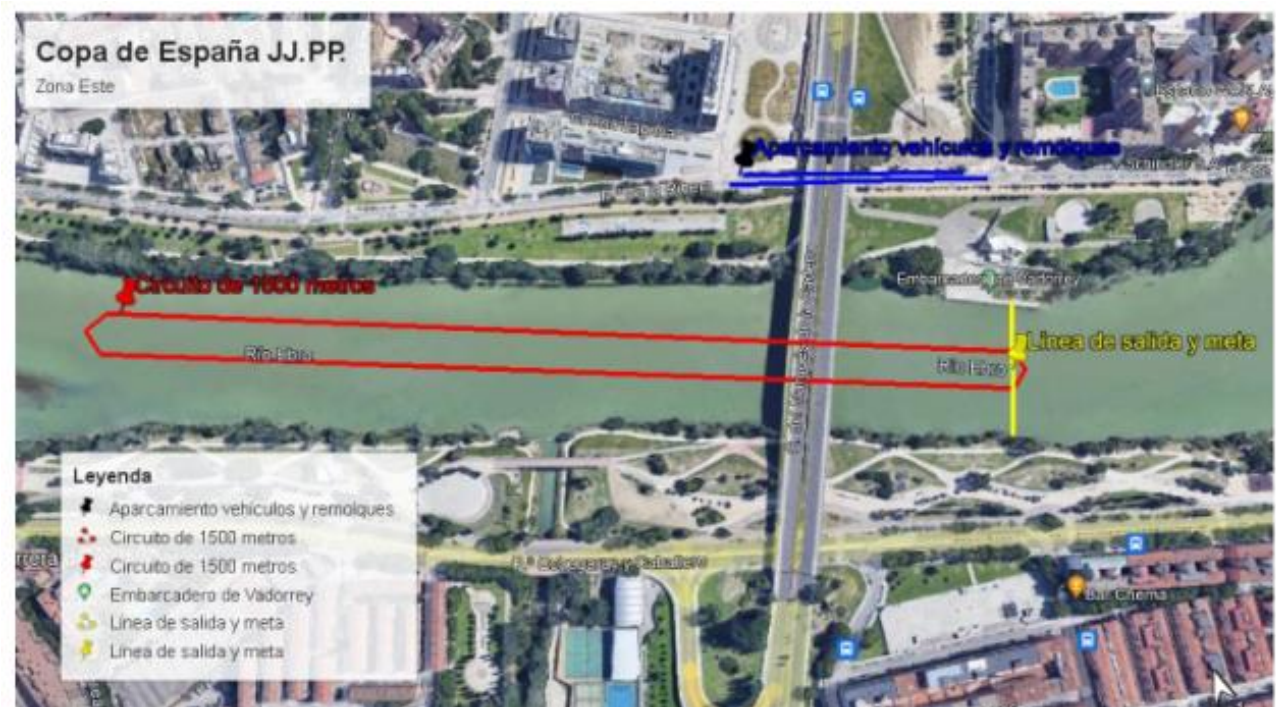 Copa de España JJ.PP.
Zona Este
Aparcamiento vehículos y remolques
Embarcadero de Vadorrey
Circuito de 1500 metros
Línea de salida y meta
Río Ebro
Río Ebro
Leyenda
Aparcamiento vehículos y remolques
Circuito de 1500 metros
Circuito de 1500 metros
Embarcadero de Vadorrey
Línea de salida y meta
Línea de salida y meta
P.º Echegaray y Caballero
Bar Chema